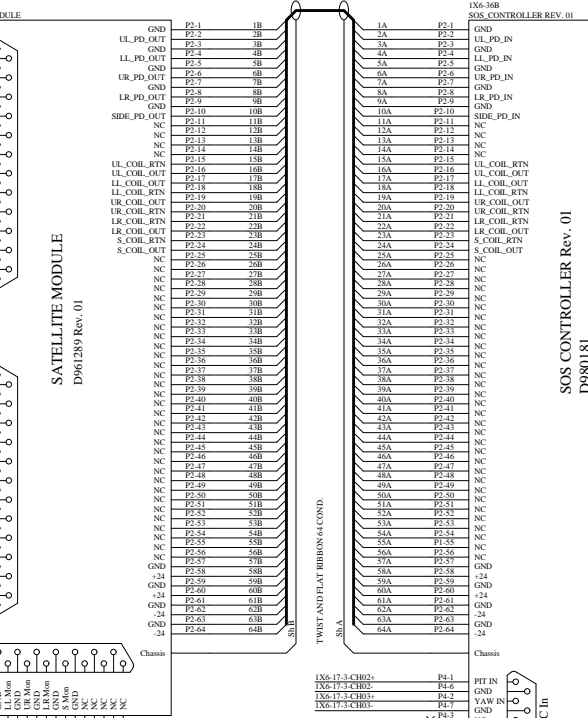 DULE
1X6-36B
SOS_CONTROLLER REV. 01
GND P2-1 1B 1A P2-1 GND
UL_PD_OUT P2-2 2B 2A P2-2 UL_PD_IN
GND P2-3 3B 3A P2-3 GND
LL_PD_OUT P2-4 4B 4A P2-4 LL_PD_IN
GND P2-5 5B 5A P2-5 GND
UR_PD_OUT P2-6 6B 6A P2-6 UR_PD_IN
GND P2-7 7B 7A P2-7 GND
LR_PD_OUT P2-8 8B 8A P2-8 LR_PD_IN
GND P2-9 9B 9A P2-9 GND
SIDE_PD_OUT P2-10 10B 10A P2-10 SIDE_PD_IN
NC P2-11 11B 11A P2-11 NC
NC P2-12 12B 12A P2-12 NC
NC P2-13 13B 13A P2-13 NC
NC P2-14 14B 14A P2-14 NC
UL_COIL_RTN P2-15 15B 15A P2-15 UL_COIL_RTN
UL_COIL_OUT P2-16 16B 16A P2-16 UL_COIL_OUT
LL_COIL_OUT P2-17 17B 17A P2-17 LL_COIL_OUT
LL_COIL_RTN P2-18 18B 18A P2-18 LL_COIL_RTN
UR_COIL_OUT P2-19 19B 19A P2-19 UR_COIL_OUT
UR_COIL_RTN P2-20 20B 20A P2-20 UR_COIL_RTN
LR_COIL_RTN P2-21 21B 21A P2-21 LR_COIL_RTN
LR_COIL_OUT P2-22 22B 22A P2-22 LR_COIL_OUT
S_COIL_RTN P2-23 23B 23A P2-23 S_COIL_RTN
S_COIL_OUT P2-24 24B 24A P2-24 S_COIL_OUT
NC P2-25 25B 25A P2-25 NC
NC P2-26 26B 26A P2-26 NC
NC P2-27 27B 27A P2-27 NC
NC P2-28 28B 28A P2-28 NC
NC P2-29 29B 29A P2-29 NC
NC P2-30 30B 30A P2-30 NC
NC P2-31 31B 31A P2-31 NC
NC P2-32 32B 32A P2-32 NC
NC P2-33 33B 33A P2-33 NC
NC P2-34 34B 34A P2-34 NC
NC P2-35 35B 35A P2-35 NC
NC P2-36 36B 36A P2-36 NC
NC P2-37 37B 37A P2-37 NC
NC P2-38 38B 38A P2-38 NC
NC P2-39 39B 39A P2-39 NC
NC P2-40 40B 40A P2-40 NC
NC P2-41 41B 41A P2-41 NC
NC P2-42 42B 42A P2-42 NC
NC P2-43 43B 43A P2-43 NC
NC P2-44 44B 44A P2-44 NC
NC P2-45 45B 45A P2-45 NC
NC P2-46 46B 46A P2-46 NC
NC P2-47 47B 47A P2-47 NC
NC P2-48 48B 48A P2-48 NC
NC P2-49 49B 49A P2-49 NC
NC P2-50 50B 50A P2-50 NC
NC P2-51 51B 51A P2-51 NC
NC P2-52 52B 52A P2-52 NC
NC P2-53 53B 53A P2-53 NC
NC P2-54 54B 54A P2-54 NC
NC P2-55 55B 55A P1-55 NC
NC P2-56 56B 56A P2-56 NC
GND P2-57 57B 57A P2-57 GND
+24 P2-58 58B 58A P2-58 +24
GND P2-59 59B 59A P2-59 GND
+24 P2-60 60B 60A P2-60 +24
GND P2-61 61B 61A P2-61 GND
-24 P2-62 62B 62A P2-62 -24
GND P2-63 63B 63A P2-63 GND
-24 P2-64 64B 64A P2-64 -24
Chassis Sh B Sh A Chassis
SATELLITE MODULE
D961289 Rev. 01
TWIST AND FLAT RIBBON 64 COND.
SOS CONTROLLER Rev. 01
D980181
LL Mon
GND
UR Mon
GND
LR Mon
GND
S Mon
GND
NC
NC
NC
NC
1X6-17-3-CH02+ P4-1 PIT IN
1X6-17-3-CH02- P4-6 GND
1X6-17-3-CH03+ P4-2 YAW IN
1X6-17-3-CH03- P4-7 GND
P4-3
C In